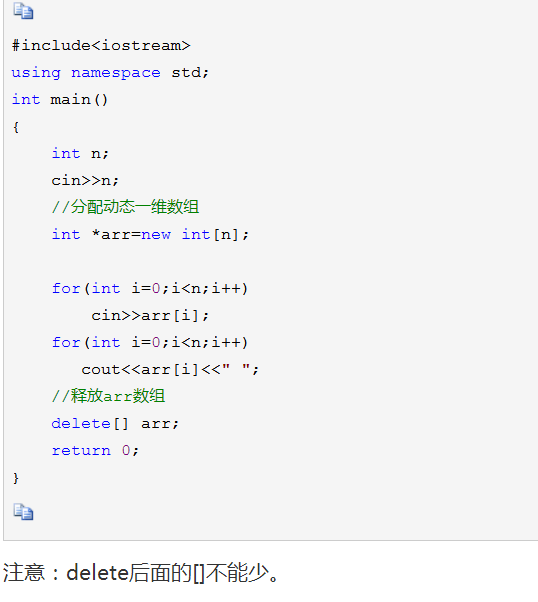 #include<iostream>
using namespace std;
int main()
{
    int n;
    cin>>n;
    //分配动态一维数组
    int *arr=new int[n];
    for(int i=0;i<n;i++)
        cin>>arr[i];
    for(int i=0;i<n;i++)
       cout<<arr[i]<<" ";
    //释放arr数组
    delete[] arr;
    return 0;
}
注意：delete后面的[]不能少。